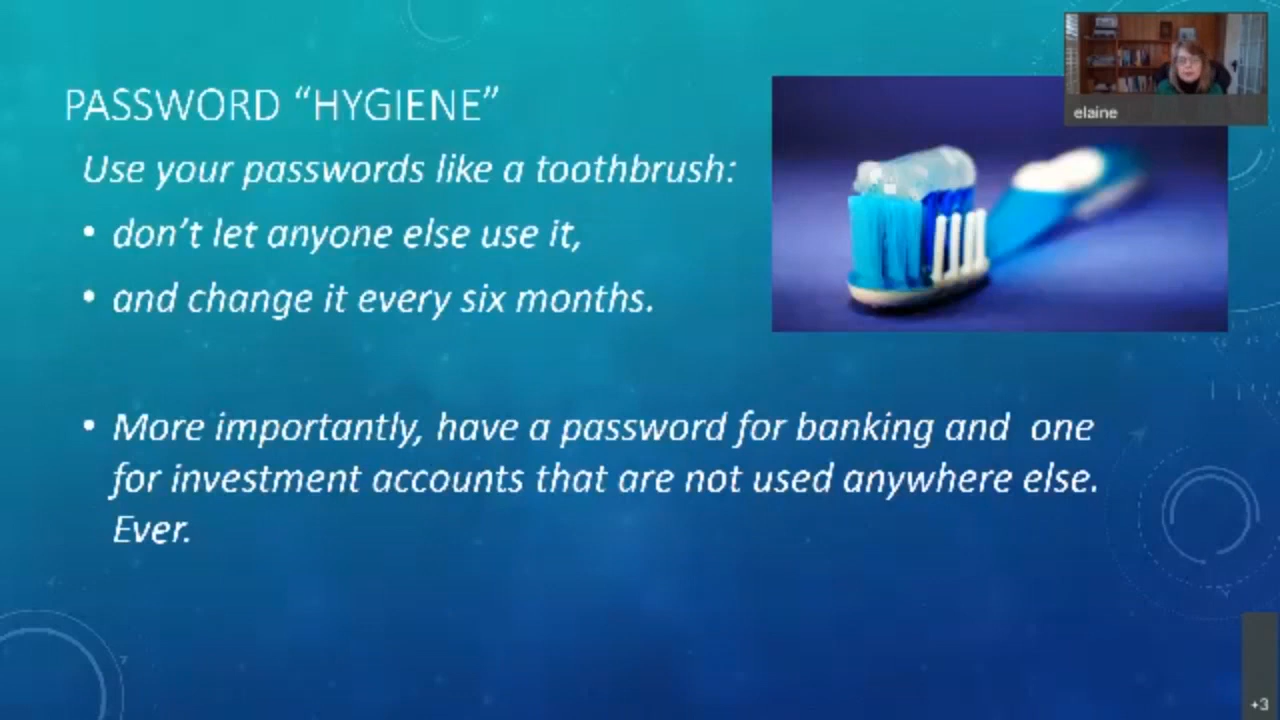 PASSWORD “HYGIENE”
Use your passwords like a toothbrush:
• don’t let anyone else use it,
• and change it every six months.
• More importantly, have a password for banking and one
for investment accounts that are not used anywhere else.
Ever.
elaine
+3